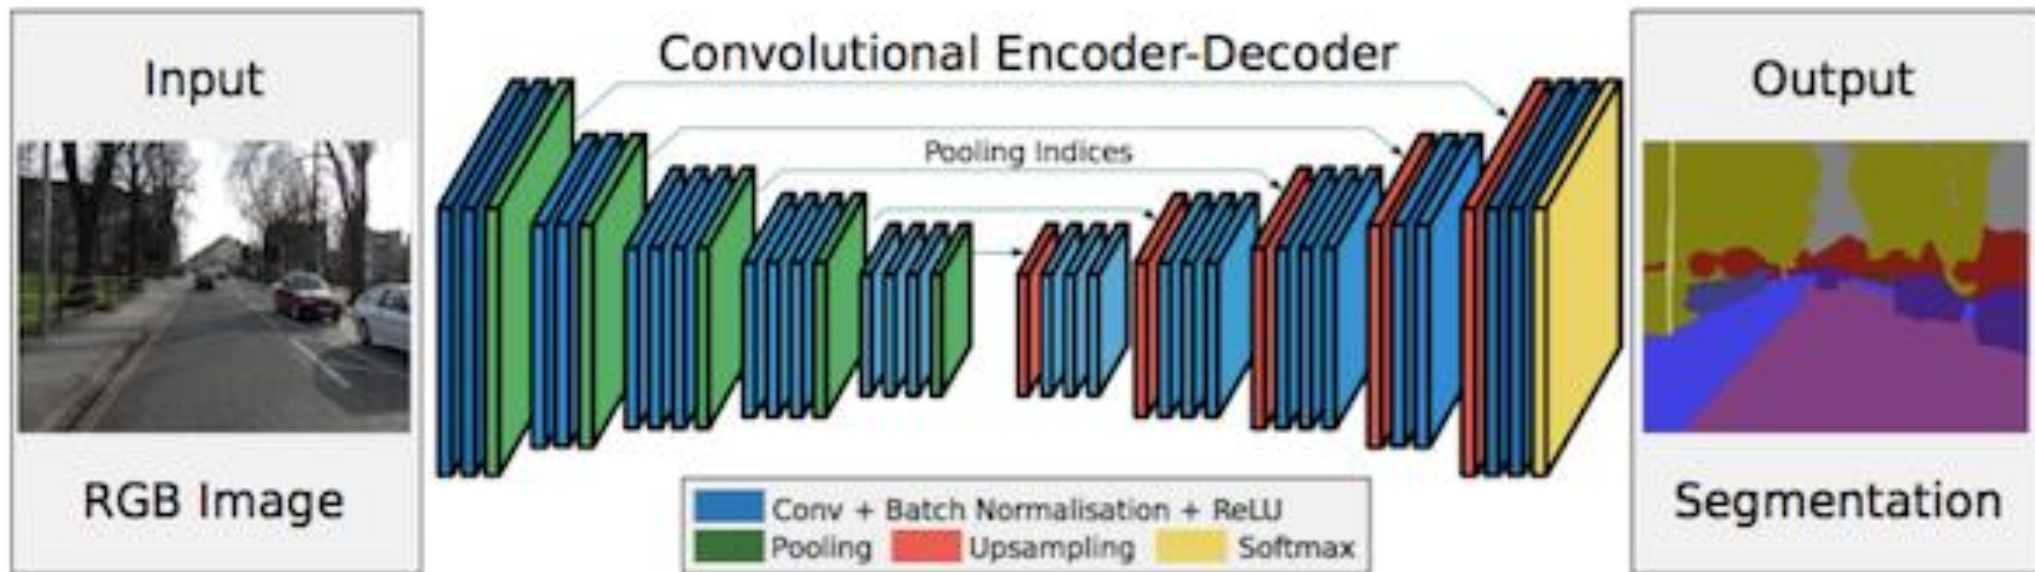 Input
RGB Image
Convolutional Encoder-Decoder
Pooling Indices
Conv + Batch Normalisation + ReLU
Pooling Upsampling Softmax
Output
Segmentation